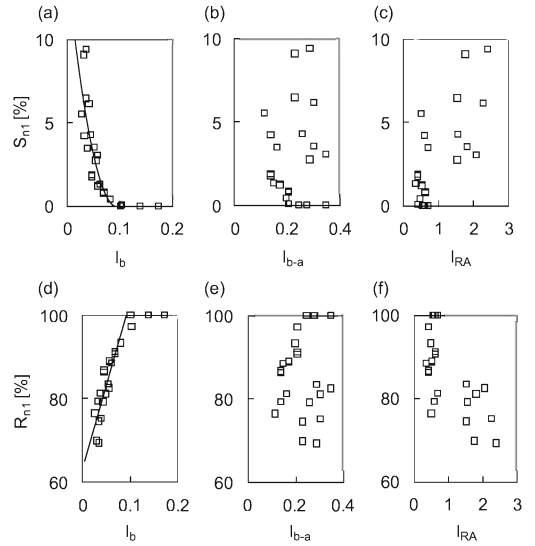 (a) (b) (c)
10 10 10
5 5 5
0 0 0
S_n1 [%]
0 0.1 0.2 0 0.2 0.4 0 1 2 3
I_b I_b-a I_RA
(d) (e) (f)
100 100 100
80 80 80
60 60 60
R_n1 [%]
0 0.1 0.2 0 0.2 0.4 0 1 2 3
I_b I_b-a I_RA